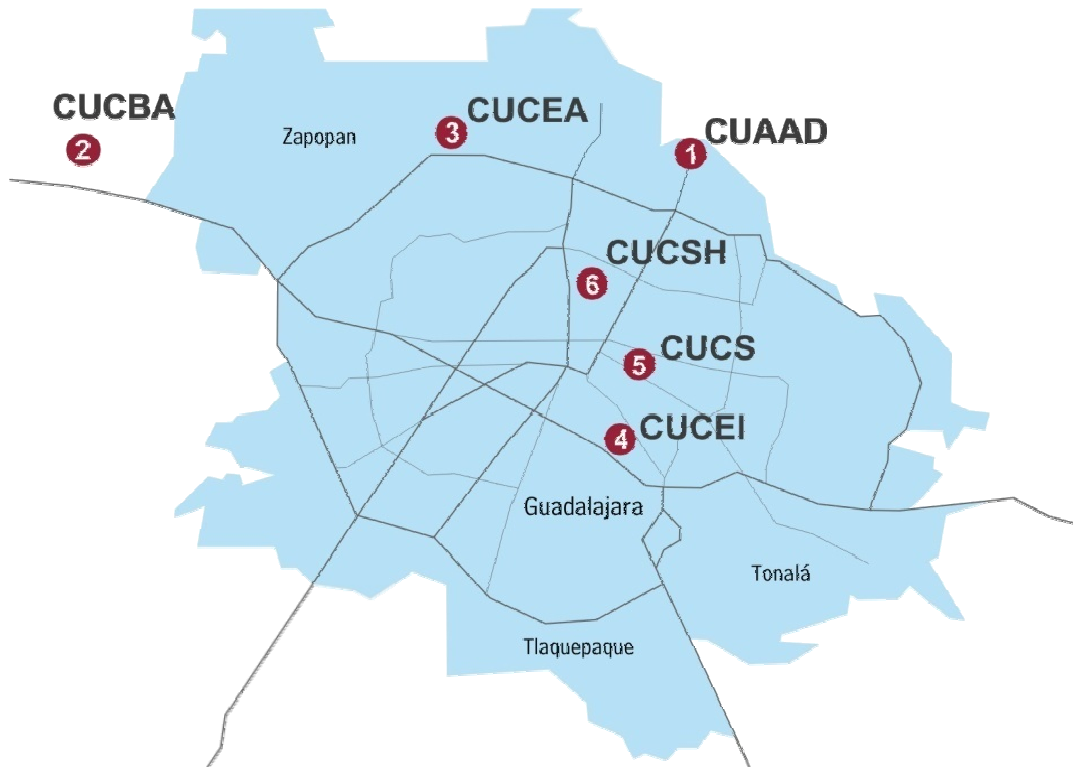 CUCBA
2
Zapopan
3
CUCEA
1
CUAAD
CUCSH
6
5
CUCS
4
CUCEI
Guadalajara
Tonalá
Tlaquepaque